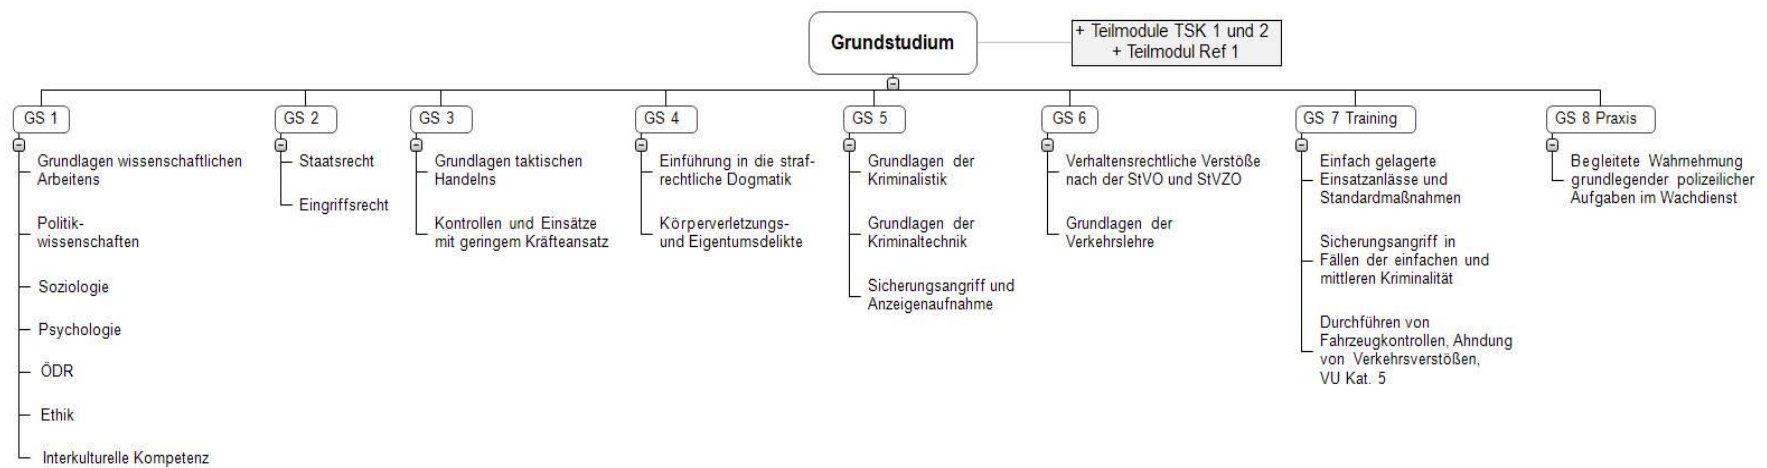 Grundstudium
+ Teilmodule TSK 1 und 2
+ Teilmodul Ref 1
GS 1
Grundlagen wissenschaftlichen
Arbeitens
Politik-
wissenschaften
Soziologie
Psychologie
ÖDR
Ethik
Interkulturelle Kompetenz
GS 2
Staatsrecht
Eingriffsrecht
GS 3
Grundlagen taktischen
Handelns
Kontrollen und Einsätze
mit geringem Kräfteansatz
GS 4
Einführung in die straf-
rechtliche Dogmatik
Körperverletzungs-
und Eigentumsdelikte
GS 5
Grundlagen der
Kriminalistik
Grundlagen der
Kriminaltechnik
Sicherungsangriff und
Anzeigenaufnahme
GS 6
Verhaltensrechtliche Verstöße
nach der StVO und StVZO
Grundlagen der
Verkehrslehre
GS 7 Training
Einfach gelagerte
Einsatzanlässe und
Standardmaßnahmen
Sicherungsangriff in
Fällen der einfachen und
mittleren Kriminalität
Durchführen von
Fahrzeugkontrollen, Ahndung
von Verkehrsverstößen,
VU Kat. 5
GS 8 Praxis
Begleitete Wahrnehmung
grundlegender polizeilicher
Aufgaben im Wachdienst